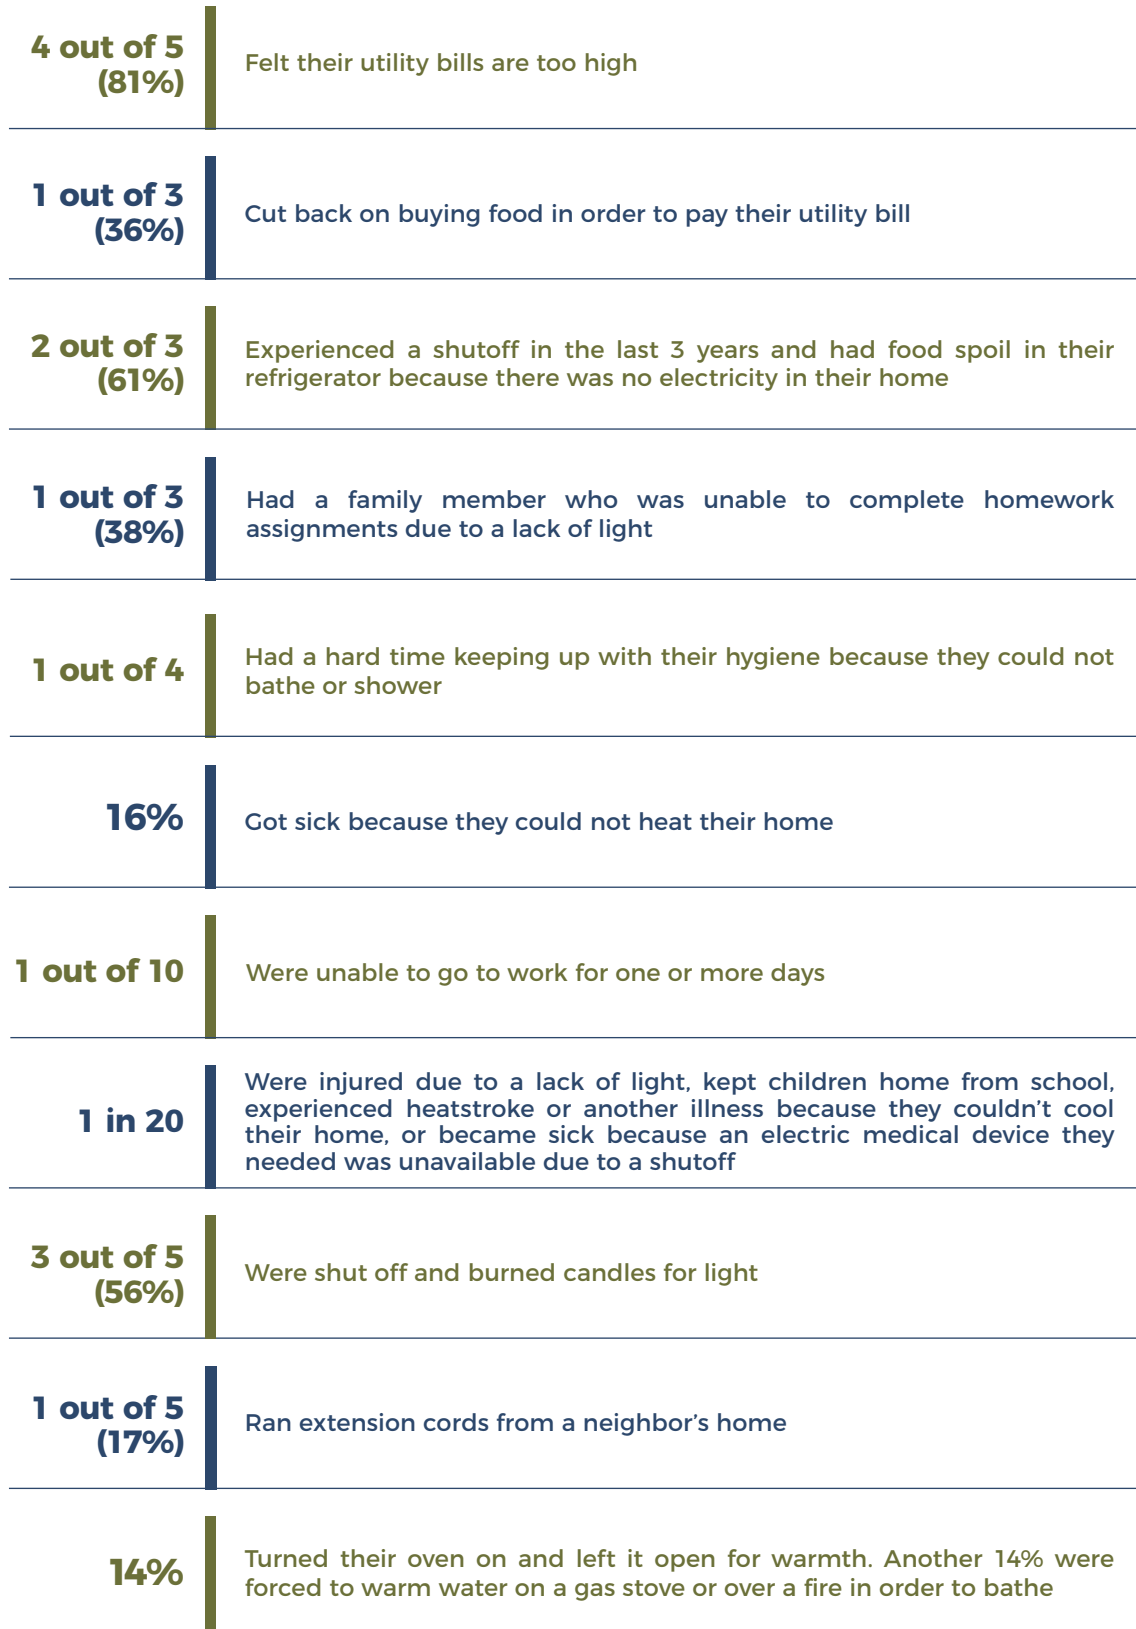 4 out of 5
(81%)
Felt their utility bills are too high
1 out of 3
(36%)
Cut back on buying food in order to pay their utility bill
2 out of 3
(61%)
Experienced a shutoff in the last 3 years and had food spoil in their
refrigerator because there was no electricity in their home
1 out of 3
(38%)
Had a family member who was unable to complete homework
assignments due to a lack of light
1 out of 4
Had a hard time keeping up with their hygiene because they could not
bathe or shower
16%
Got sick because they could not heat their home
1 out of 10
Were unable to go to work for one or more days
1 in 20
Were injured due to a lack of light, kept children home from school,
experienced heatstroke or another illness because they couldn't cool
their home, or became sick because an electric medical device they
needed was unavailable due to a shutoff
3 out of 5
(56%)
Were shut off and burned candles for light
1 out of 5
(17%)
Ran extension cords from a neighbor's home
14%
Turned their oven on and left it open for warmth. Another 14% were
forced to warm water on a gas stove or over a fire in order to bathe